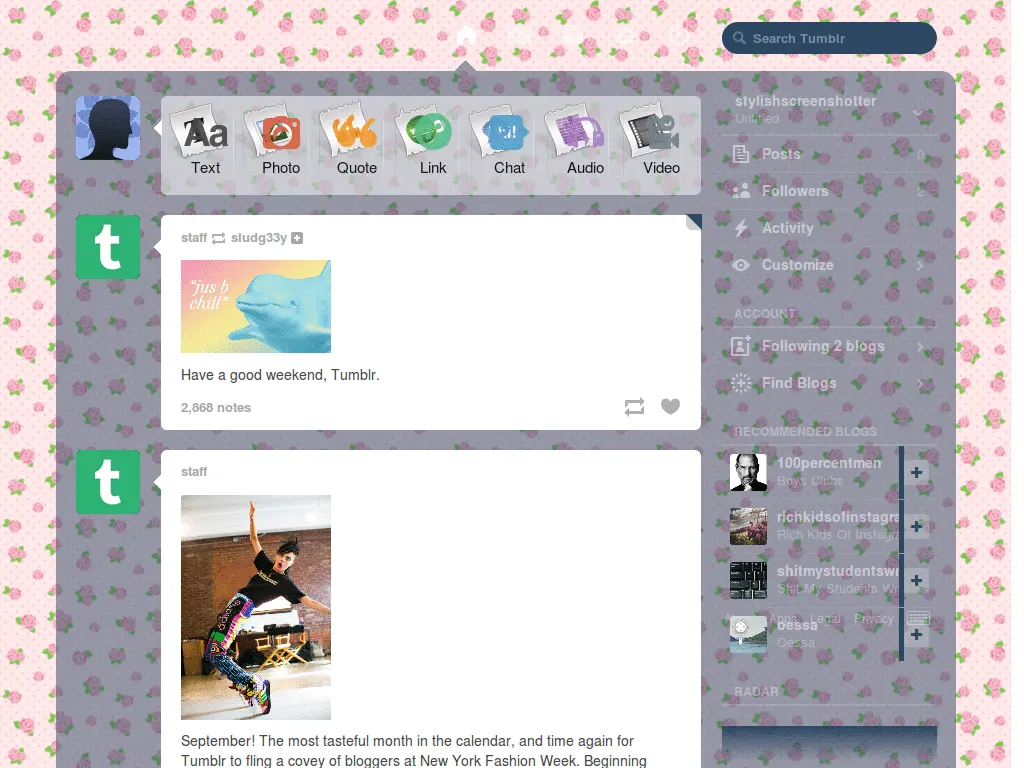 Search Tumblr
stylishscreenshotter
Untitled
Aa
Text
Photo
Quote
Link
Chat
Audio
Video
Posts
Followers
Activity
Customize
staff sludg33y
"jus b
chill"
Have a good weekend, Tumblr.
2,868 notes
ACCOUNT
Following 2 blogs
Find Blogs
RECOMMENDED BLOGS
100percentmen
Boys Clubs
richkidsofinstagra
Rich Kids Of Instagr
shitmystudentswr
Shit My Students Wr
Apps Legal Privacy
oessa
Oessa
RADAR
t
t
staff
September! The most tasteful month in the calendar, and time again for
Tumblr to fling a covey of bloggers at New York Fashion Week. Beginning